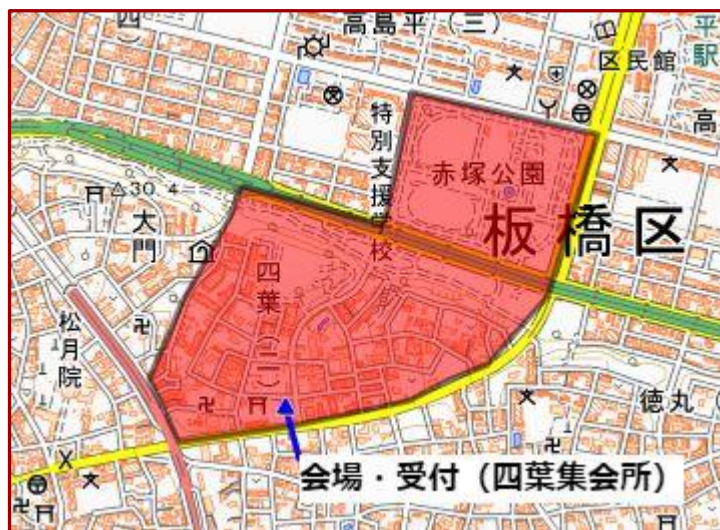 高島平（三）
四）
平駅
区民館
高
特別支援学校
赤塚公園
△30.4
板橋区
大門
四葉（二）
松月院
徳丸
会場・受付（四葉集会所）